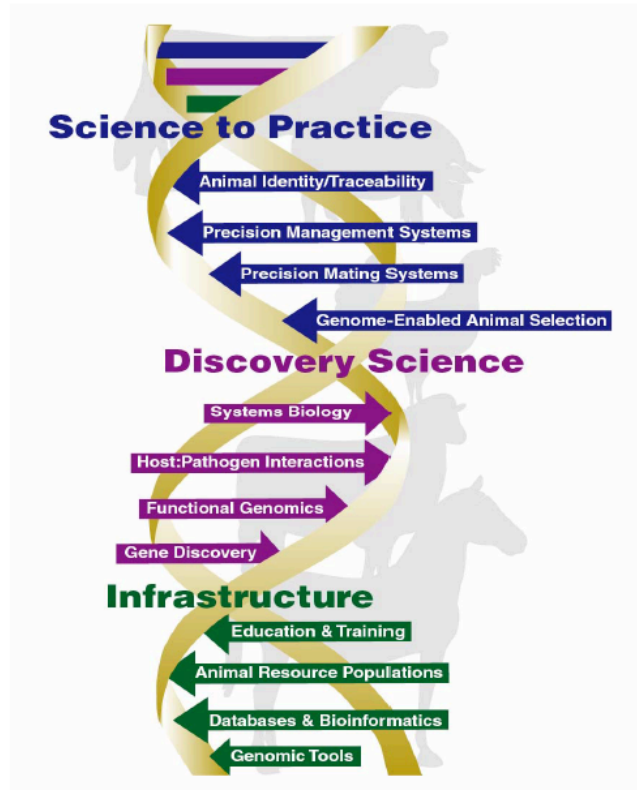 Science to Practice
Animal Identity/Traceability
Precision Management Systems
Precision Mating Systems
Genome-Enabled Animal Selection
Discovery Science
Systems Biology
Host:Pathogen Interactions
Functional Genomics
Gene Discovery
Infrastructure
Education & Training
Animal Resource Populations
Databases & Bioinformatics
Genomic Tools